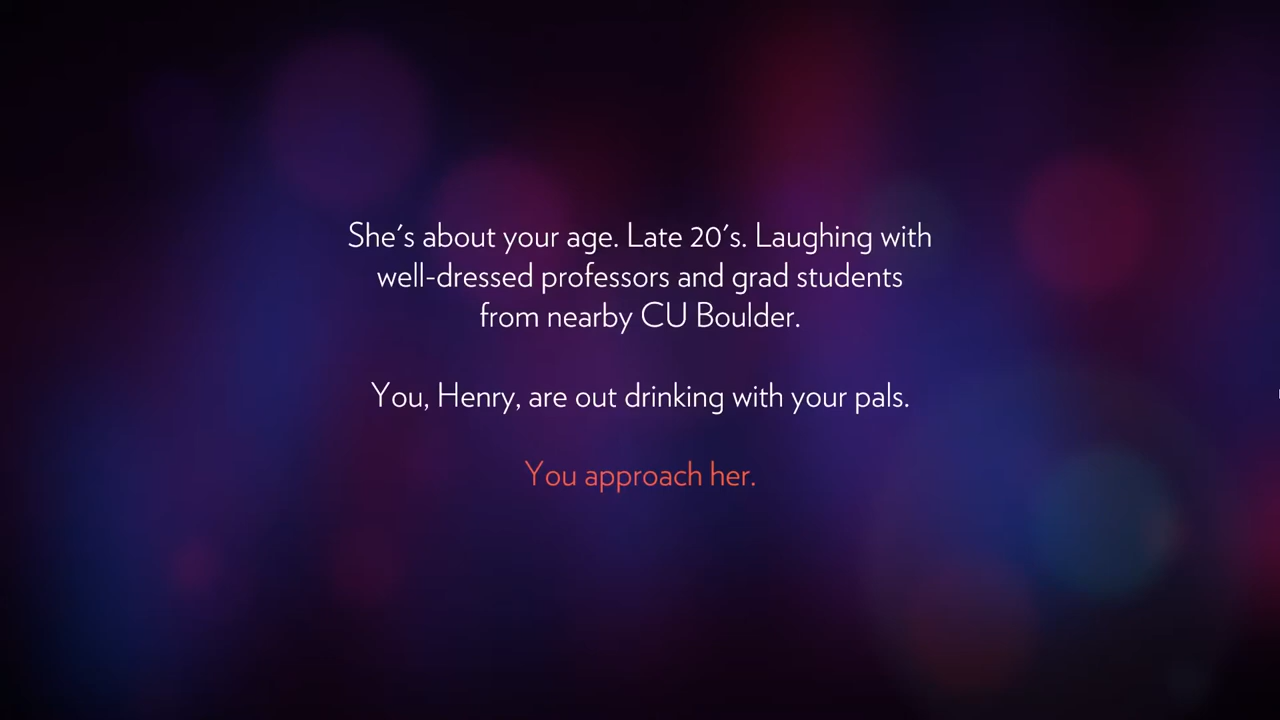 She's about your age. Late 20's. Laughing with
well-dressed professors and grad students
from nearby CU Boulder.
You, Henry, are out drinking with your pals.
You approach her.